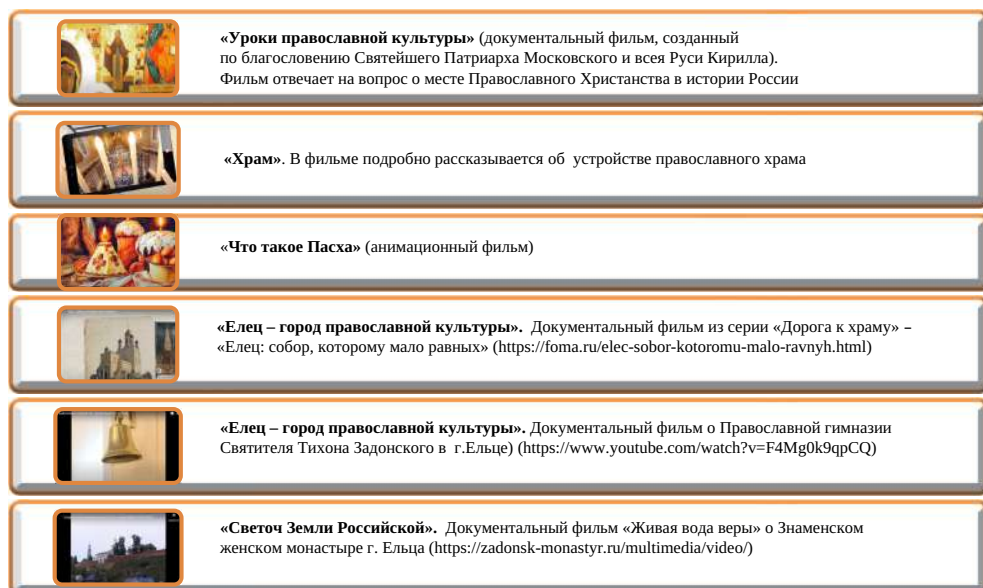 «Уроки православной культуры» (документальный фильм, созданный
по благословению Святейшего Патриарха Московского и всея Руси Кирилла).
Фильм отвечает на вопрос о месте Православного Христанства в истории России
«Храм». В фильме подробно рассказывается об устройстве православного храма
«Что такое Пасха» (анимационный фильм)
«Елец – город православной культуры». Документальный фильм из серии «Дорога к храму» –
«Елец: собор, которому мало равных» (https://foma.ru/elec-sobor-kotoromu-malo-ravnyh.html)
«Елец – город православной культуры». Документальный фильм о Православной гимназии
Святителя Тихона Задонского в г.Ельце) (https://www.youtube.com/watch?v=F4Mg0k9qpCQ)
«Светоч Земли Российской». Документальный фильм «Живая вода веры» о Знаменском
женском монастыре г. Ельца (https://zadonsk-monastyr.ru/multimedia/video/)